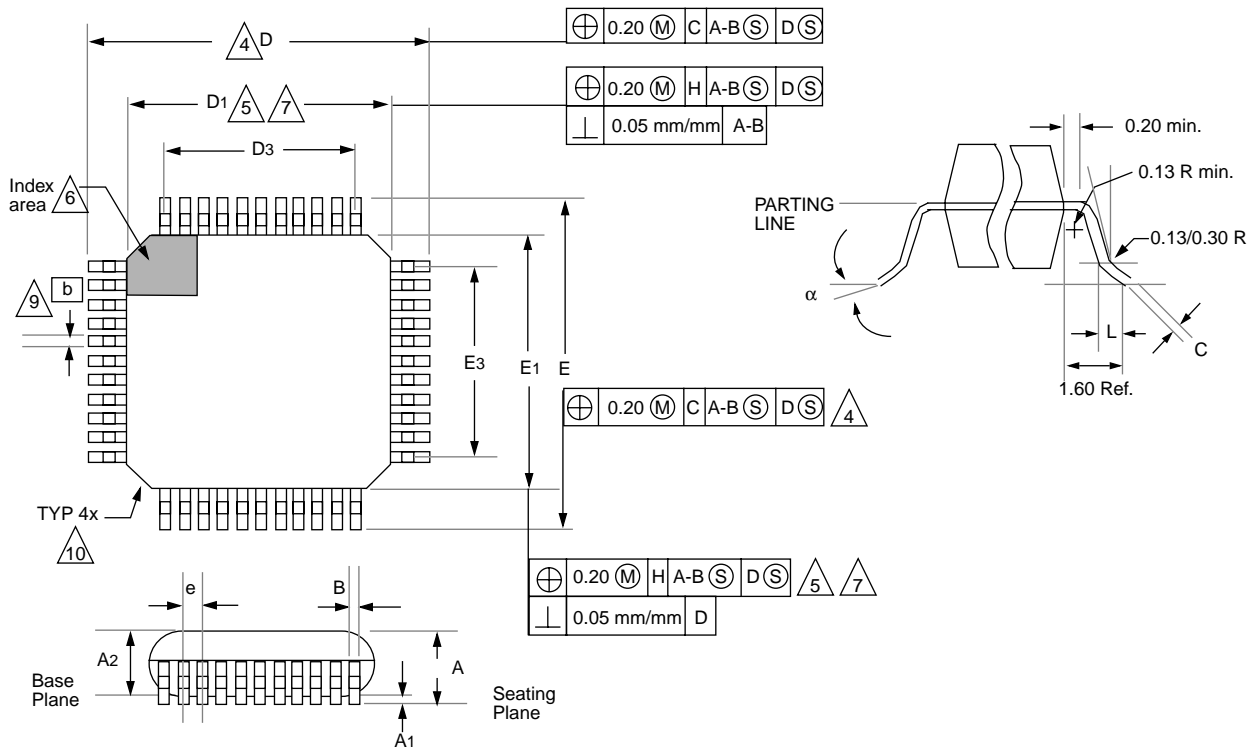 4 D
⌖ 0.20 Ⓜ C A-B Ⓢ D Ⓢ
D1 5 7
⌖ 0.20 Ⓜ H A-B Ⓢ D Ⓢ
⊥ 0.05 mm/mm A-B
D3
Index
area 6
9 b
E3
E1
E
⌖ 0.20 Ⓜ C A-B Ⓢ D Ⓢ 4
TYP 4x
10
⌖ 0.20 Ⓜ H A-B Ⓢ D Ⓢ 5 7
⊥ 0.05 mm/mm D
e
B
A2
A
Base
Plane
Seating
Plane
A1
0.20 min.
0.13 R min.
PARTING
LINE
0.13/0.30 R
α
L
C
1.60 Ref.